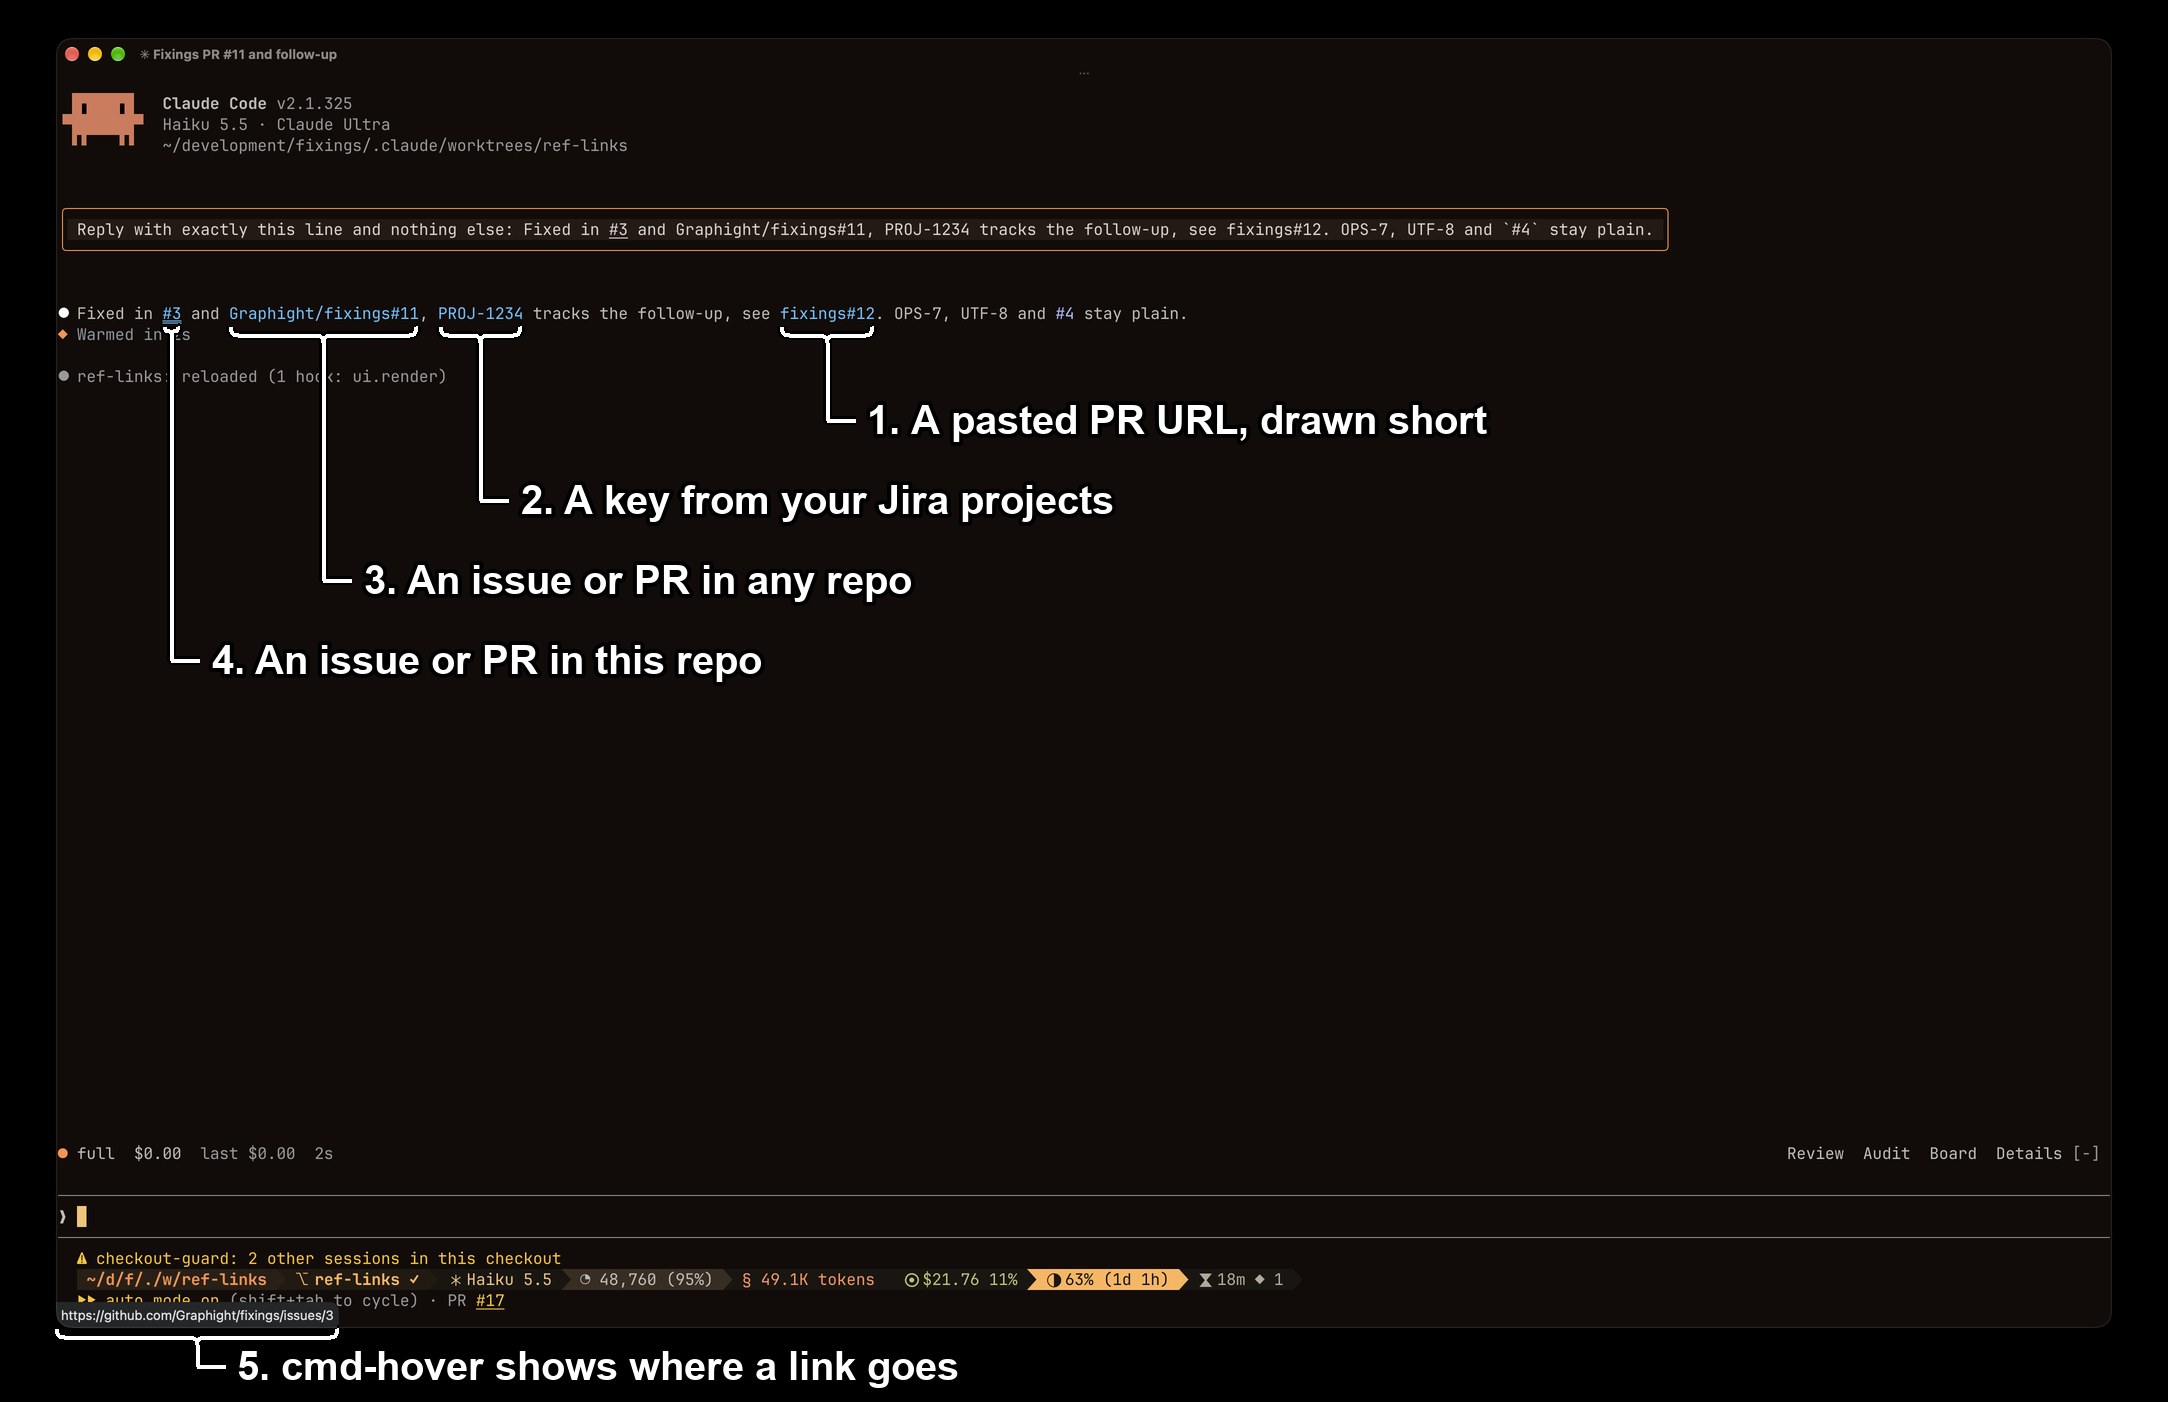 ✳ Fixings PR #11 and follow-up
...
Claude Code v2.1.325
Haiku 5.5 · Claude Ultra
~/development/fixings/.claude/worktrees/ref-links
Reply with exactly this line and nothing else: Fixed in #3 and Graphight/fixings#11, PROJ-1234 tracks the follow-up, see fixings#12. OPS-7, UTF-8 and `#4` stay plain.
● Fixed in #3 and Graphight/fixings#11, PROJ-1234 tracks the follow-up, see fixings#12. OPS-7, UTF-8 and #4 stay plain.
◆ Warmed in 2s
● ref-links: reloaded (1 hook: ui.render)
1. A pasted PR URL, drawn short
2. A key from your Jira projects
3. An issue or PR in any repo
4. An issue or PR in this repo
● full $0.00 last $0.00 2s Review Audit Board Details [-]
❯
⚠ checkout-guard: 2 other sessions in this checkout
~/d/f/./w/ref-links ⌥ ref-links ✓ ✳ Haiku 5.5 ◔ 48,760 (95%) § 49.1K tokens ◉ $21.76 11% ◑ 63% (1d 1h) ⧗ 18m ◆ 1
⏵⏵ auto mode on (shift+tab to cycle) · PR #17
https://github.com/Graphight/fixings/issues/3
5. cmd-hover shows where a link goes